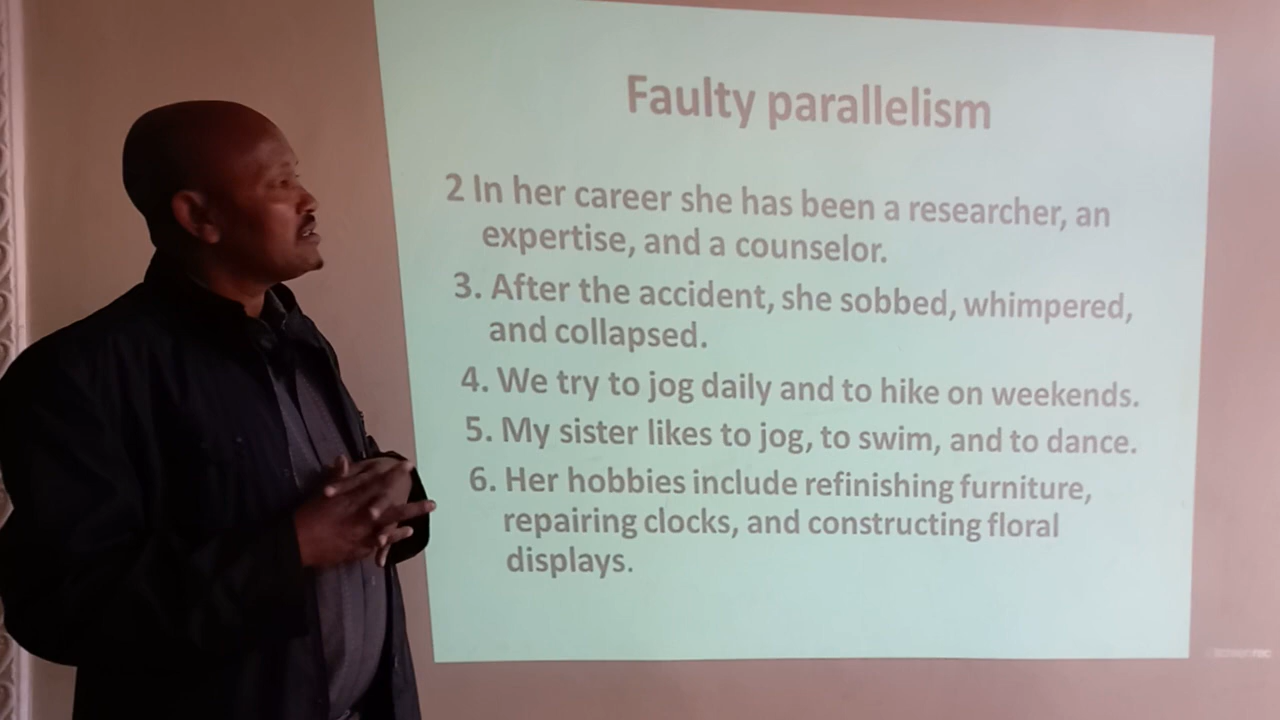 Faulty parallelism
2 In her career she has been a researcher, an
expertise, and a counselor.
3. After the accident, she sobbed, whimpered,
and collapsed.
4. We try to jog daily and to hike on weekends.
5. My sister likes to jog, to swim, and to dance.
6. Her hobbies include refinishing furniture,
repairing clocks, and constructing floral
displays.